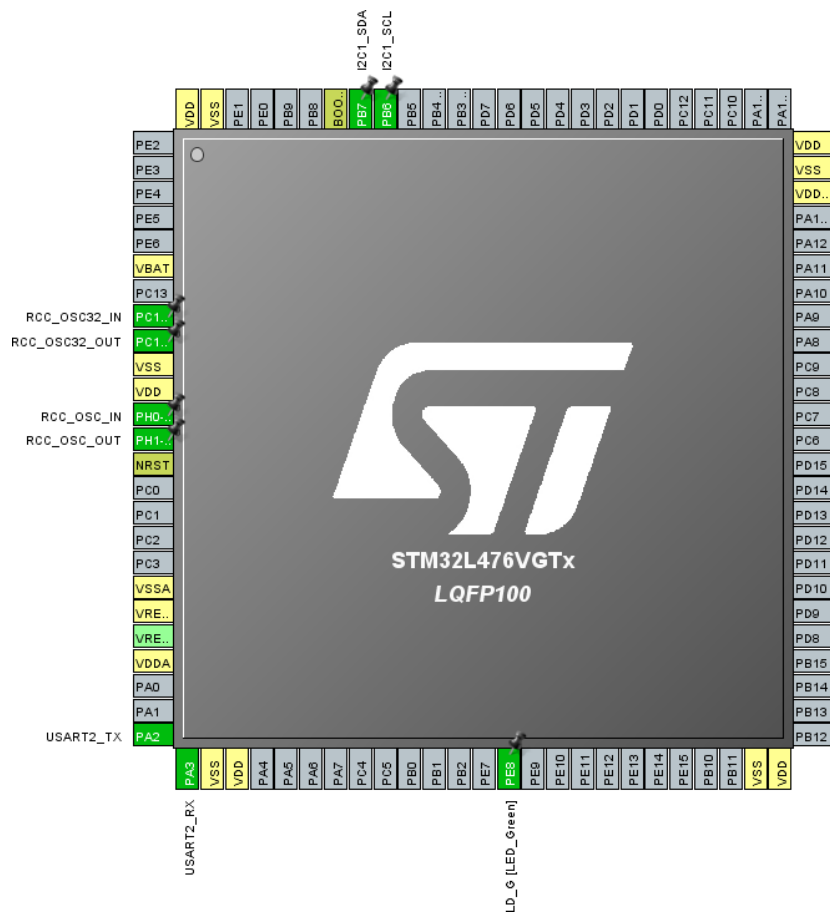 I2C1_SDA
I2C1_SCL
VDD
VSS
PE1
PE0
PB9
PB8
BOO..
PB7
PB6
PB5
PB4..
PB3..
PD7
PD6
PD5
PD4
PD3
PD2
PD1
PD0
PC12
PC11
PC10
PA1..
PA1..
PE2
PE3
PE4
PE5
PE6
VBAT
PC13
RCC_OSC32_IN PC1..
RCC_OSC32_OUT PC1..
VSS
VDD
RCC_OSC_IN PH0-..
RCC_OSC_OUT PH1-..
NRST
PC0
PC1
PC2
PC3
VSSA
VRE..
VRE..
VDDA
PA0
PA1
USART2_TX PA2
ST
STM32L476VGTx
LQFP100
VDD
VSS
VDD..
PA1..
PA12
PA11
PA10
PA9
PA8
PC9
PC8
PC7
PC6
PD15
PD14
PD13
PD12
PD11
PD10
PD9
PD8
PB15
PB14
PB13
PB12
PA3
VSS
VDD
PA4
PA5
PA6
PA7
PC4
PC5
PB0
PB1
PB2
PE7
PE8
PE9
PE10
PE11
PE12
PE13
PE14
PE15
PB10
PB11
VSS
VDD
USART2_RX
LD_G [LED_Green]